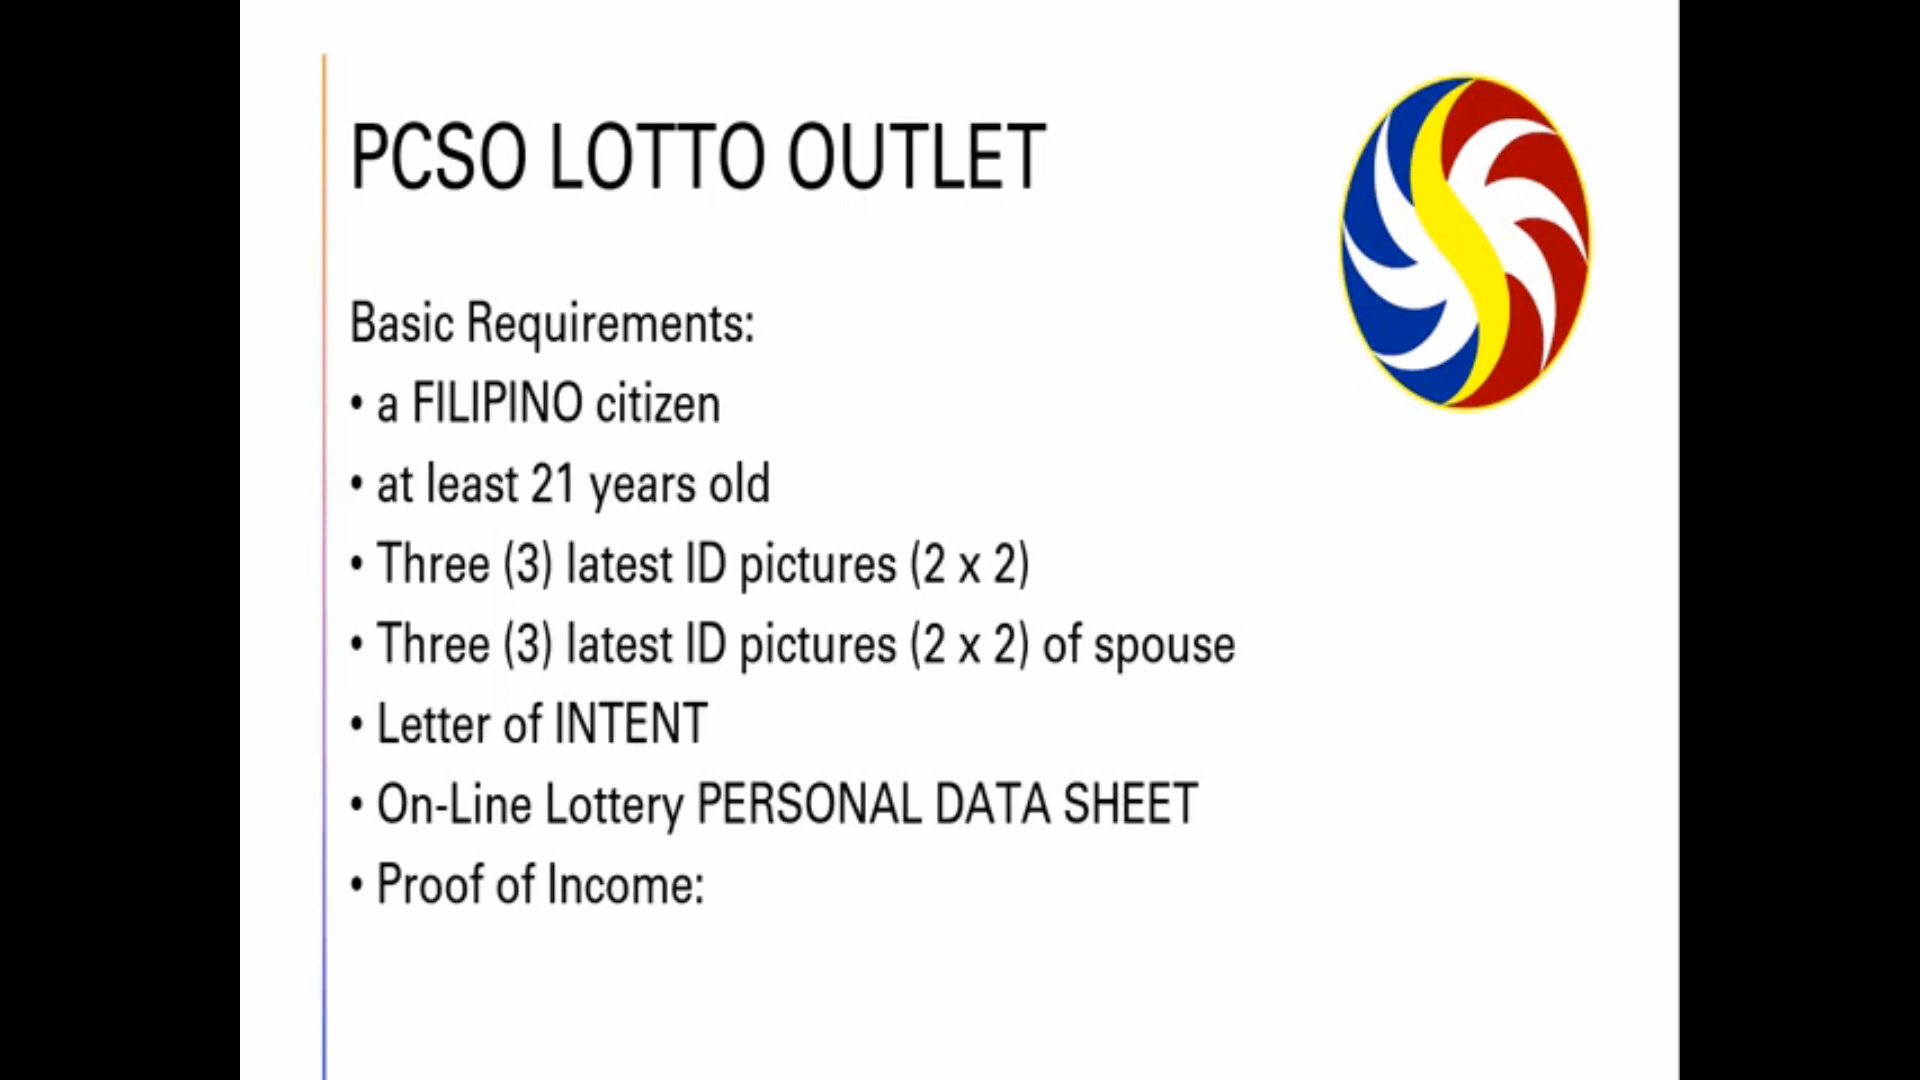 PCSO LOTTO OUTLET
Basic Requirements:
• a FILIPINO citizen
• at least 21 years old
• Three (3) latest ID pictures (2 x 2)
• Three (3) latest ID pictures (2 x 2) of spouse
• Letter of INTENT
• On-Line Lottery PERSONAL DATA SHEET
• Proof of Income: